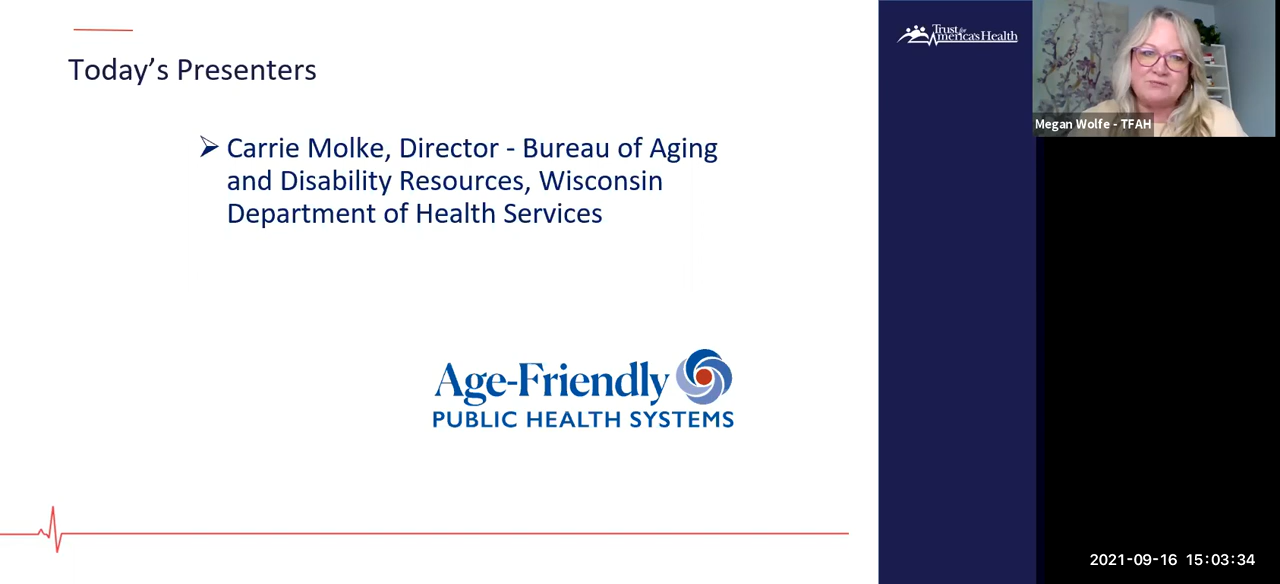 Today’s Presenters
➢ Carrie Molke, Director - Bureau of Aging
and Disability Resources, Wisconsin
Department of Health Services
Age-Friendly
PUBLIC HEALTH SYSTEMS
Trust for
America's Health
Megan Wolfe - TFAH
2021-09-16 15:03:34